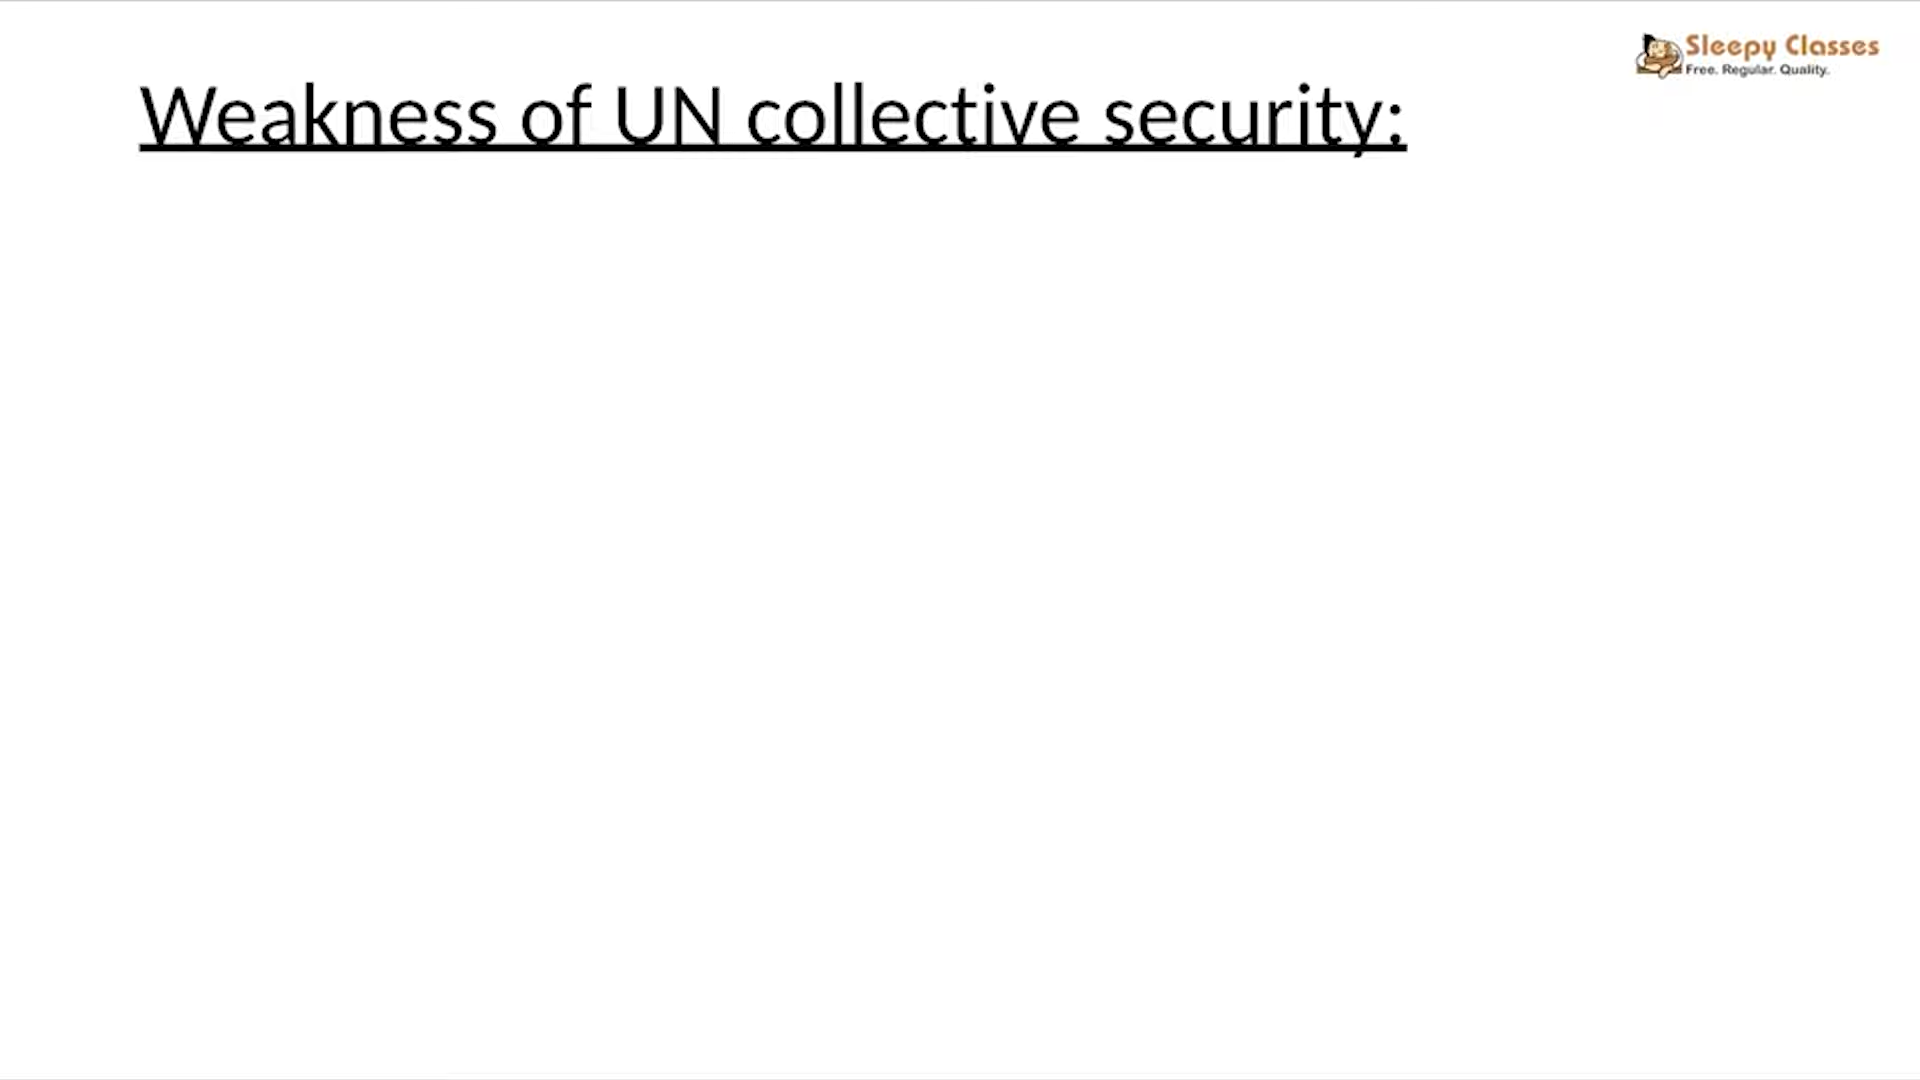 Sleepy Classes
Free. Regular. Quality.
Weakness of UN collective security: